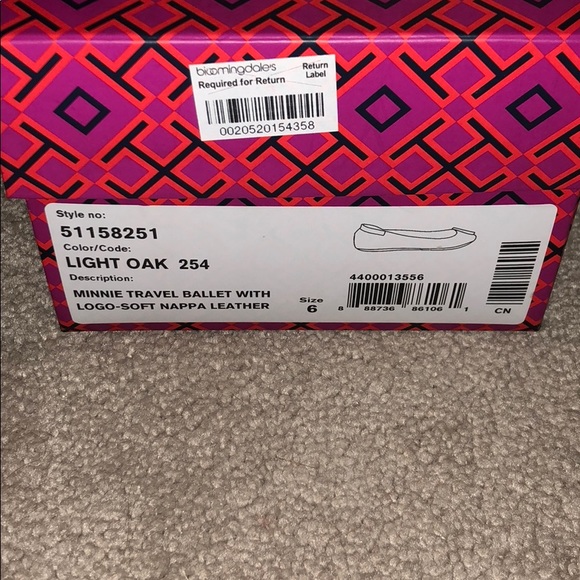 bloomingdales
Return
Label
Required for Return
0020520154358
Style no:
51158251
Color/Code:
LIGHT OAK 254
Description:
MINNIE TRAVEL BALLET WITH
LOGO-SOFT NAPPA LEATHER
Size
6
4400013556
8 88736 86106 1
CN